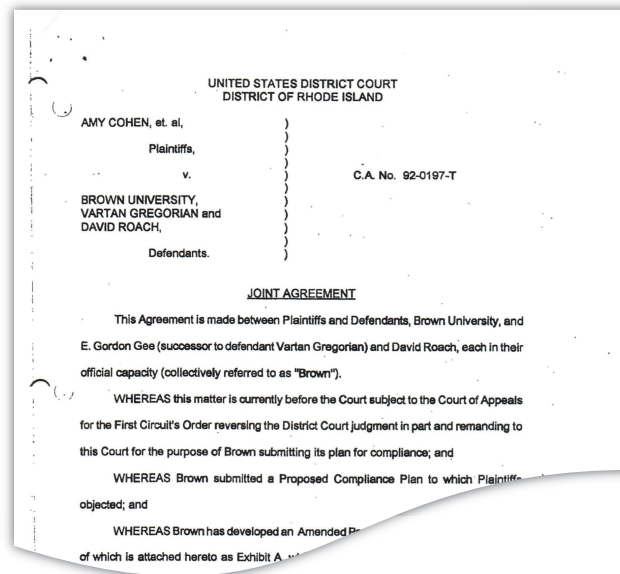 UNITED STATES DISTRICT COURT
DISTRICT OF RHODE ISLAND
AMY COHEN, et. al, )
)
Plaintiffs, )
)
v. ) C.A. No. 92-0197-T
)
BROWN UNIVERSITY, )
VARTAN GREGORIAN and )
DAVID ROACH, )
)
Defendants. )
JOINT AGREEMENT
This Agreement is made between Plaintiffs and Defendants, Brown University, and
E. Gordon Gee (successor to defendant Vartan Gregorian) and David Roach, each in their
official capacity (collectively referred to as "Brown").
WHEREAS this matter is currently before the Court subject to the Court of Appeals
for the First Circuit's Order reversing the District Court judgment in part and remanding to
this Court for the purpose of Brown submitting its plan for compliance; and
WHEREAS Brown submitted a Proposed Compliance Plan to which Plaintiffs
objected; and
WHEREAS Brown has developed an Amended
of which is attached hereto as Exhibit A